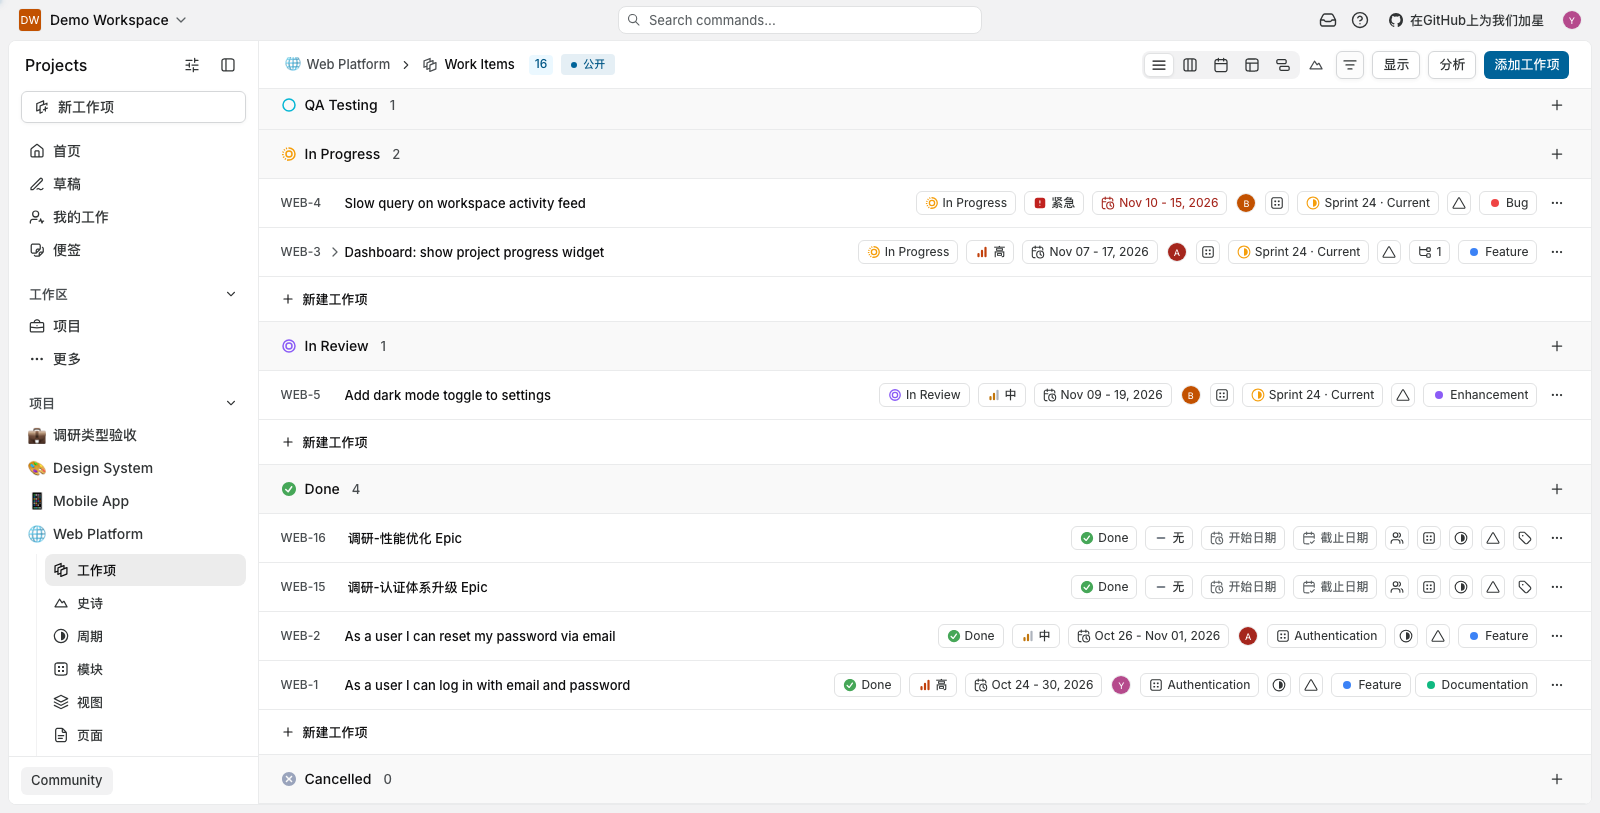 DW Demo Workspace
Search commands...
在GitHub上为我们加星
Y
Projects
新工作项
首页
草稿
我的工作
便签
工作区
项目
更多
项目
调研类型验收
Design System
Mobile App
Web Platform
工作项
史诗
周期
模块
视图
页面
Community
Web Platform > Work Items 16 公开
显示 分析 添加工作项
QA Testing 1
In Progress 2
WEB-4 Slow query on workspace activity feed In Progress 紧急 Nov 10 - 15, 2026 B Sprint 24 · Current Bug
WEB-3 Dashboard: show project progress widget In Progress 高 Nov 07 - 17, 2026 A Sprint 24 · Current 1 Feature
新建工作项
In Review 1
WEB-5 Add dark mode toggle to settings In Review 中 Nov 09 - 19, 2026 B Sprint 24 · Current Enhancement
新建工作项
Done 4
WEB-16 调研-性能优化 Epic Done 无 开始日期 截止日期
WEB-15 调研-认证体系升级 Epic Done 无 开始日期 截止日期
WEB-2 As a user I can reset my password via email Done 中 Oct 26 - Nov 01, 2026 A Authentication Feature
WEB-1 As a user I can log in with email and password Done 高 Oct 24 - 30, 2026 Y Authentication Feature Documentation
新建工作项
Cancelled 0